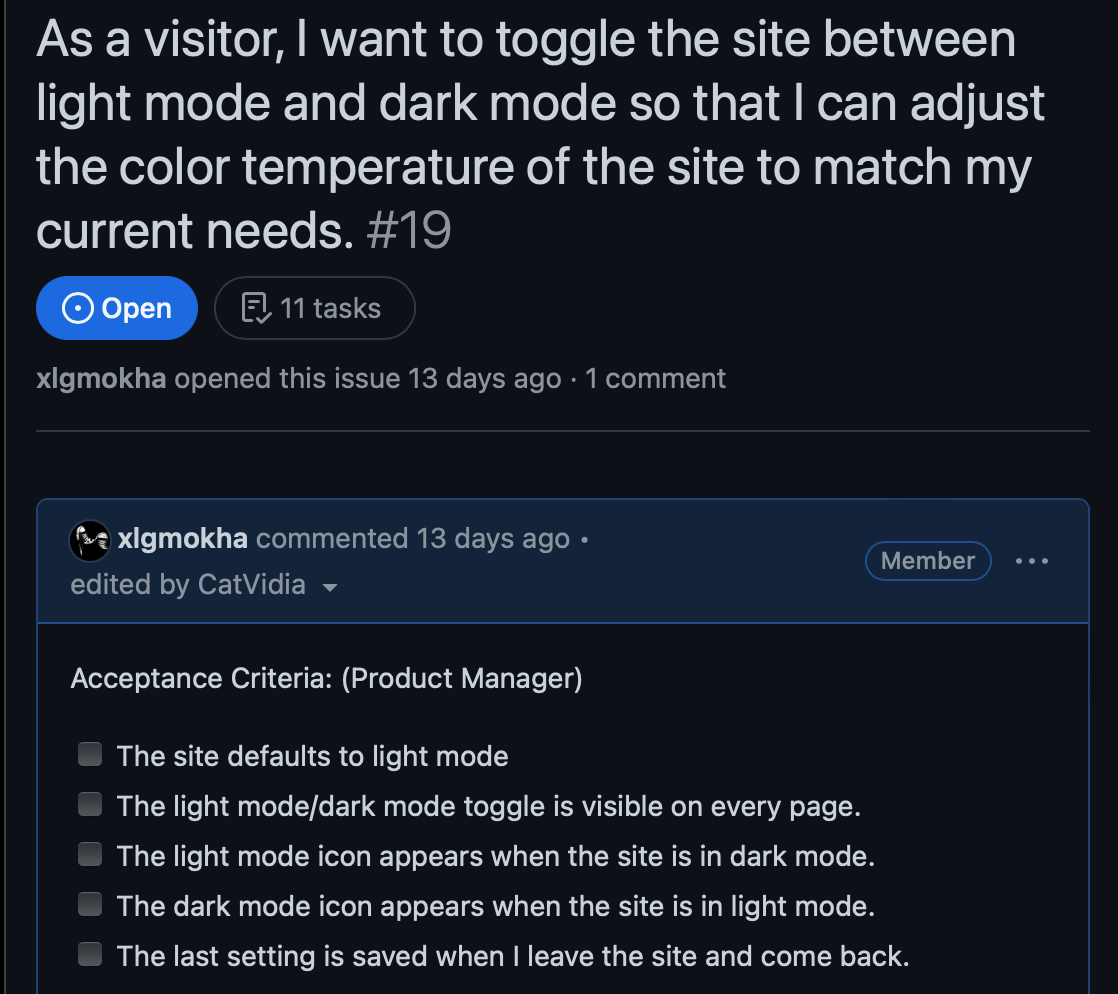 As a visitor, I want to toggle the site between
light mode and dark mode so that I can adjust
the color temperature of the site to match my
current needs. #19
Open 11 tasks
xlgmokha opened this issue 13 days ago · 1 comment
xlgmokha commented 13 days ago •
edited by CatVidia
Member
Acceptance Criteria: (Product Manager)
The site defaults to light mode
The light mode/dark mode toggle is visible on every page.
The light mode icon appears when the site is in dark mode.
The dark mode icon appears when the site is in light mode.
The last setting is saved when I leave the site and come back.